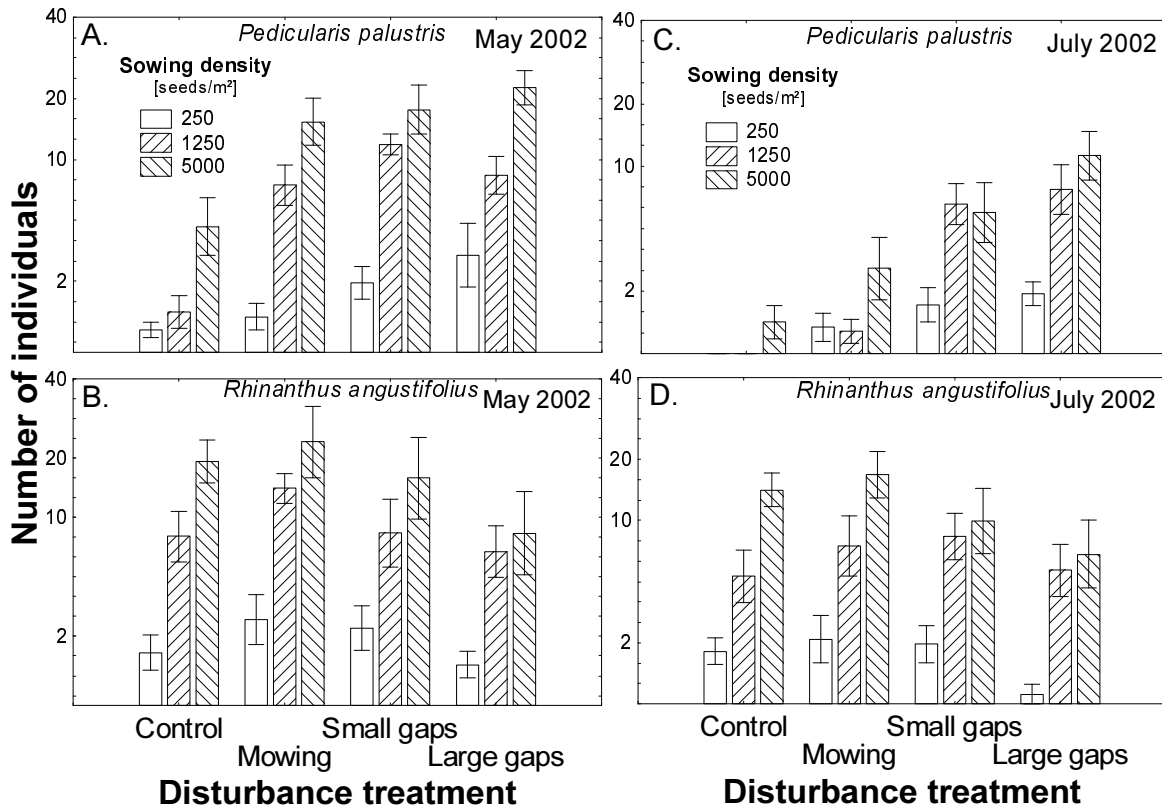 Number of individuals
A.
Pedicularis palustris
May 2002
Sowing density
[seeds/m²]
250
1250
5000
40
20
10
2
C.
Pedicularis palustris
July 2002
Sowing density
[seeds/m²]
250
1250
5000
40
20
10
2
B.
Rhinanthus angustifolius
May 2002
40
20
10
2
Control
Mowing
Small gaps
Large gaps
Disturbance treatment
D.
Rhinanthus angustifolius
July 2002
40
20
10
2
Control
Mowing
Small gaps
Large gaps
Disturbance treatment